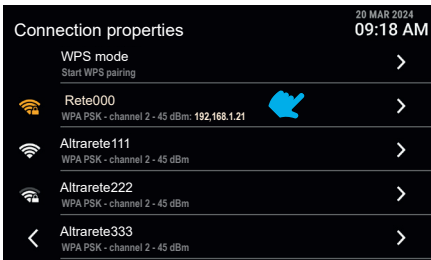 20 MAR 2024
Connection properties
09:18 AM
WPS mode
Start WPS pairing
Rete000
WPA PSK - channel 2 - 45 dBm: 192,168.1.21
Altrarete111
WPA PSK - channel 2 - 45 dBm
Altrarete222
WPA PSK - channel 2 - 45 dBm
Altrarete333
WPA PSK - channel 2 - 45 dBm